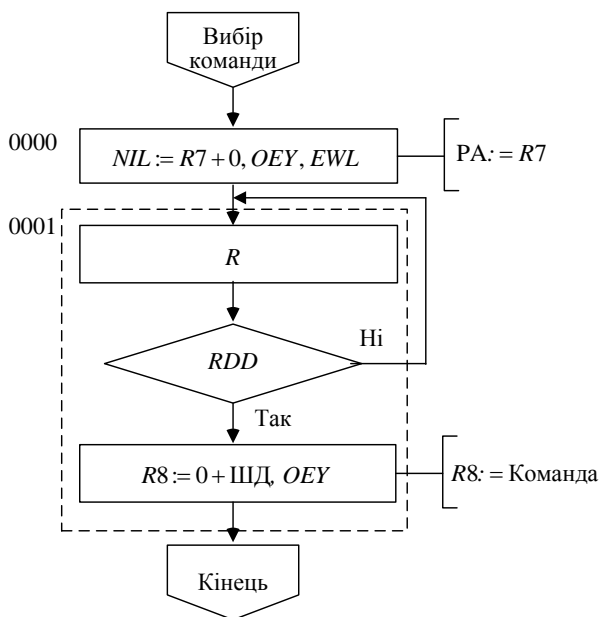 Вибір
команди
0000
NIL := R7 + 0, OEY, EWL
РА: = R7
0001
R
RDD
Ні
Так
R8 := 0 + ШД, OEY
R8: = Команда
Кінець